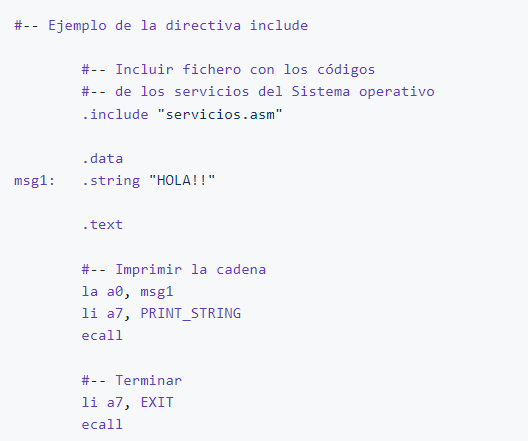 #-- Ejemplo de la directiva include
#-- Incluir fichero con los códigos
#-- de los servicios del Sistema operativo
.include "servicios.asm"
.data
msg1: .string "HOLA!!"
.text
#-- Imprimir la cadena
la a0, msg1
li a7, PRINT_STRING
ecall
#-- Terminar
li a7, EXIT
ecall